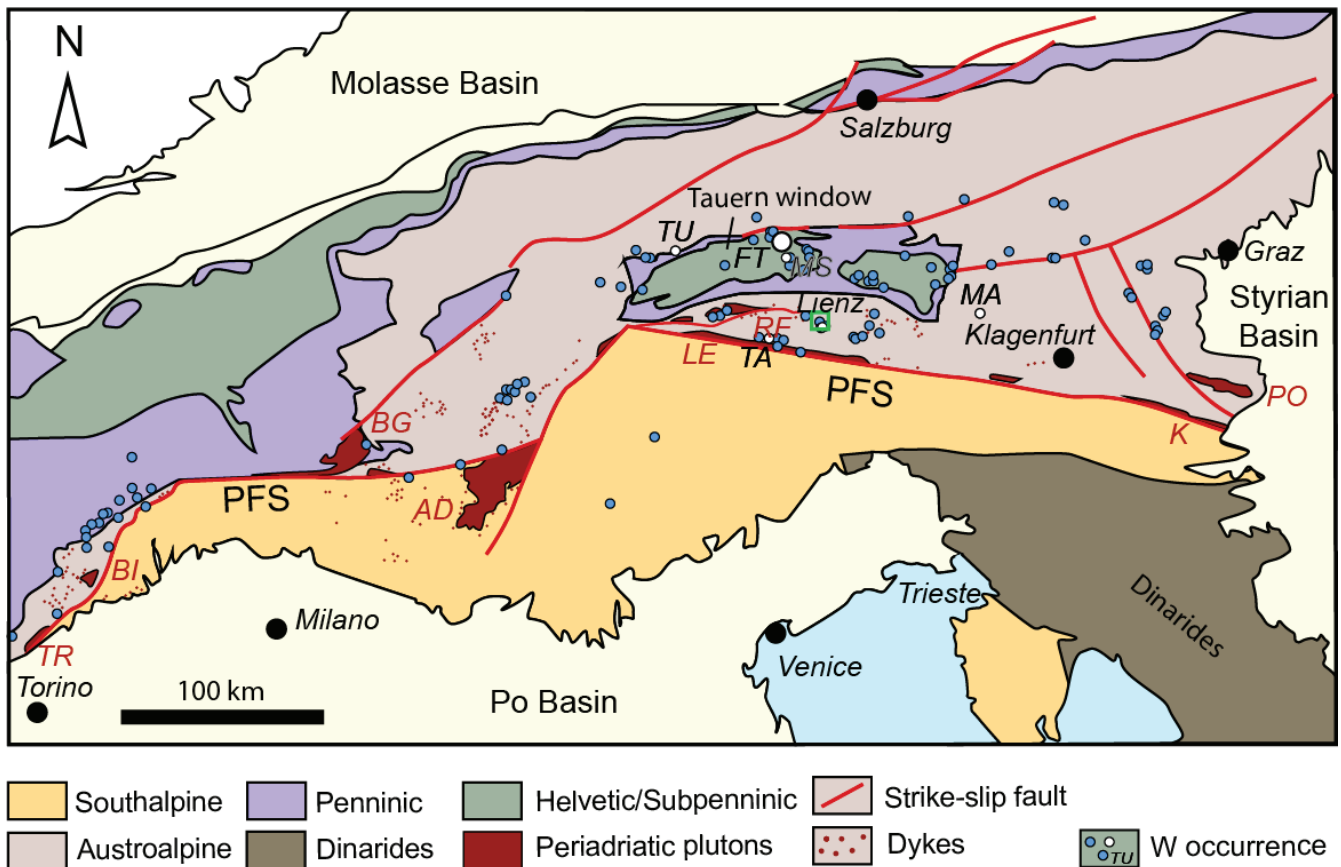 N
Molasse Basin
Salzburg
Tauern window
TU
FT
MS
Graz
Lienz
MA
Styrian
Basin
Klagenfurt
RF
LE
TA
PFS
PO
BG
K
PFS
AD
BI
Trieste
Dinarides
Milano
TR
Venice
Torino
100 km
Po Basin
Southalpine
Penninic
Helvetic/Subpenninic
Strike-slip fault
Austroalpine
Dinarides
Periadriatic plutons
Dykes
TU
W occurrence